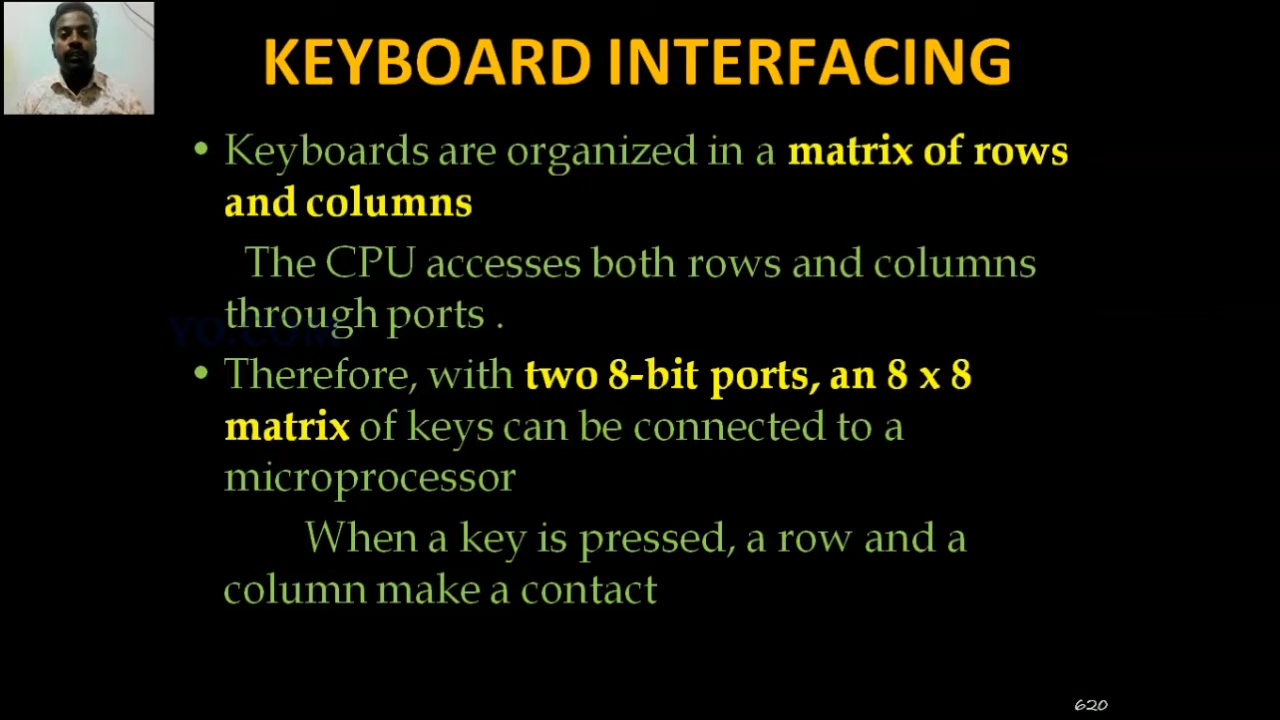 KEYBOARD INTERFACING
• Keyboards are organized in a matrix of rows
and columns
The CPU accesses both rows and columns
through ports .
• Therefore, with two 8-bit ports, an 8 x 8
matrix of keys can be connected to a
microprocessor
When a key is pressed, a row and a
column make a contact
620